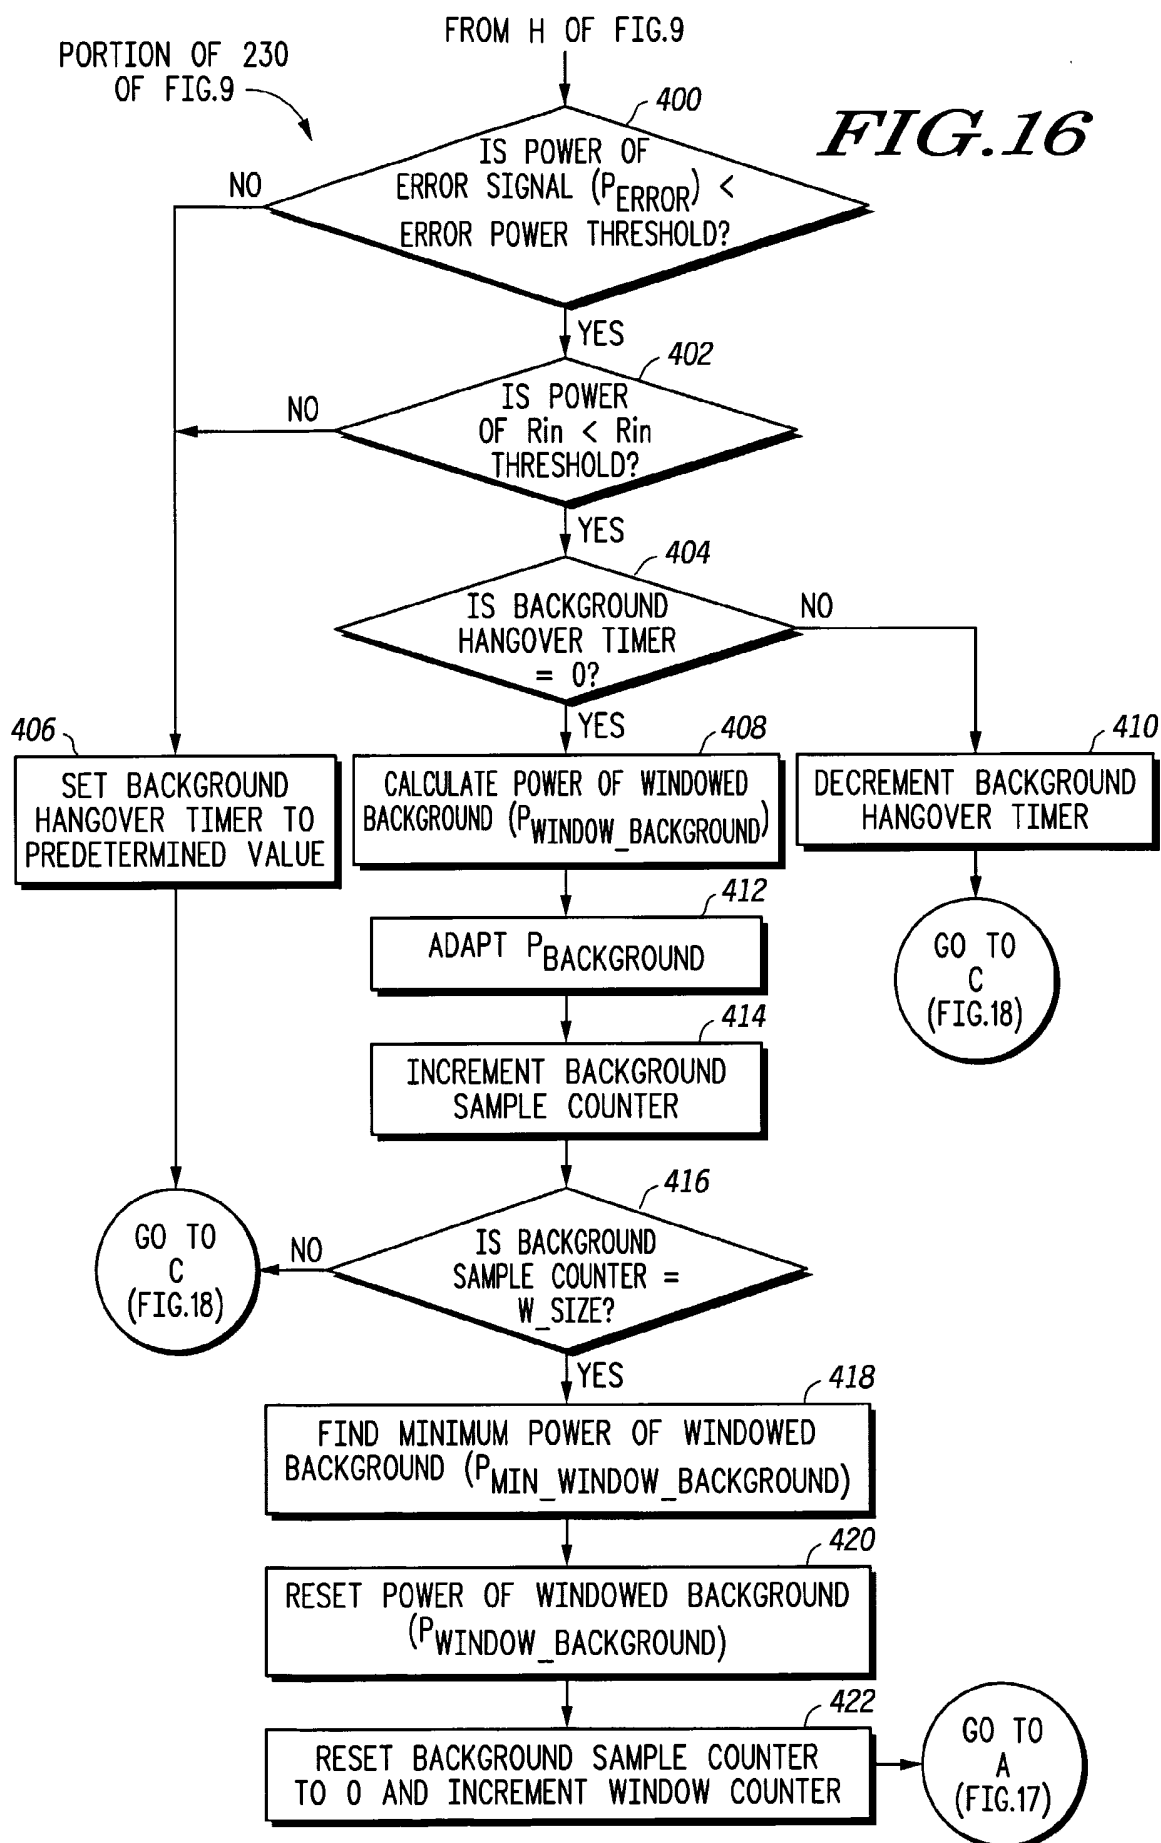 FROM H OF FIG.9
PORTION OF 230
OF FIG.9
FIG.16
400
IS POWER OF
ERROR SIGNAL (PERROR) <
ERROR POWER THRESHOLD?
NO
YES
402
IS POWER
OF Rin < Rin
THRESHOLD?
NO
YES
404
IS BACKGROUND
HANGOVER TIMER
= 0?
NO
YES
406
SET BACKGROUND
HANGOVER TIMER TO
PREDETERMINED VALUE
408
CALCULATE POWER OF WINDOWED
BACKGROUND (PWINDOW_BACKGROUND)
410
DECREMENT BACKGROUND
HANGOVER TIMER
412
ADAPT PBACKGROUND
GO TO
C
(FIG.18)
414
INCREMENT BACKGROUND
SAMPLE COUNTER
416
IS BACKGROUND
SAMPLE COUNTER =
W_SIZE?
NO
GO TO
C
(FIG.18)
YES
418
FIND MINIMUM POWER OF WINDOWED
BACKGROUND (PMIN_WINDOW_BACKGROUND)
420
RESET POWER OF WINDOWED BACKGROUND
(PWINDOW_BACKGROUND)
422
RESET BACKGROUND SAMPLE COUNTER
TO 0 AND INCREMENT WINDOW COUNTER
GO TO
A
(FIG.17)